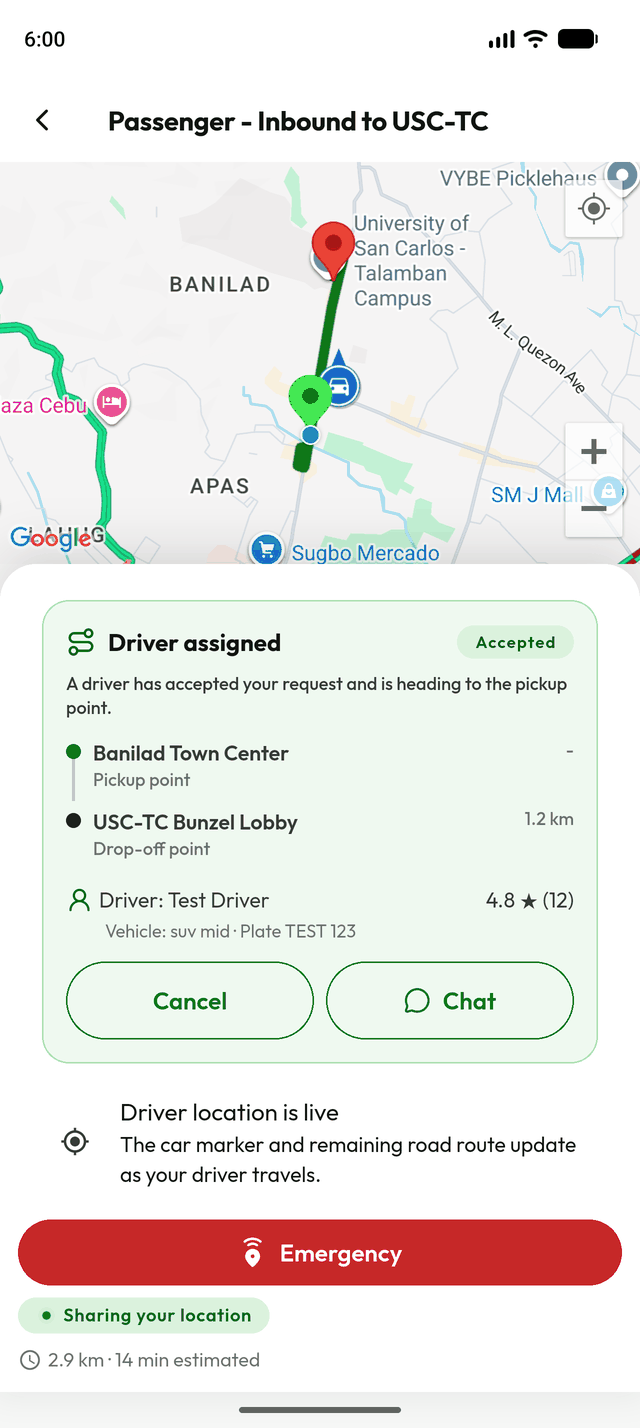 6:00
Passenger - Inbound to USC-TC
VYBE Picklehaus
University of
San Carlos -
Talamban
Campus
BANILAD
M. L. Quezon Ave
aza Cebu
APAS
SM J Mall
LAHUG
Google
Sugbo Mercado
Driver assigned
Accepted
A driver has accepted your request and is heading to the pickup
point.
Banilad Town Center -
Pickup point
USC-TC Bunzel Lobby 1.2 km
Drop-off point
Driver: Test Driver 4.8 ★ (12)
Vehicle: suv mid · Plate TEST 123
Cancel
Chat
Driver location is live
The car marker and remaining road route update
as your driver travels.
Emergency
Sharing your location
2.9 km · 14 min estimated